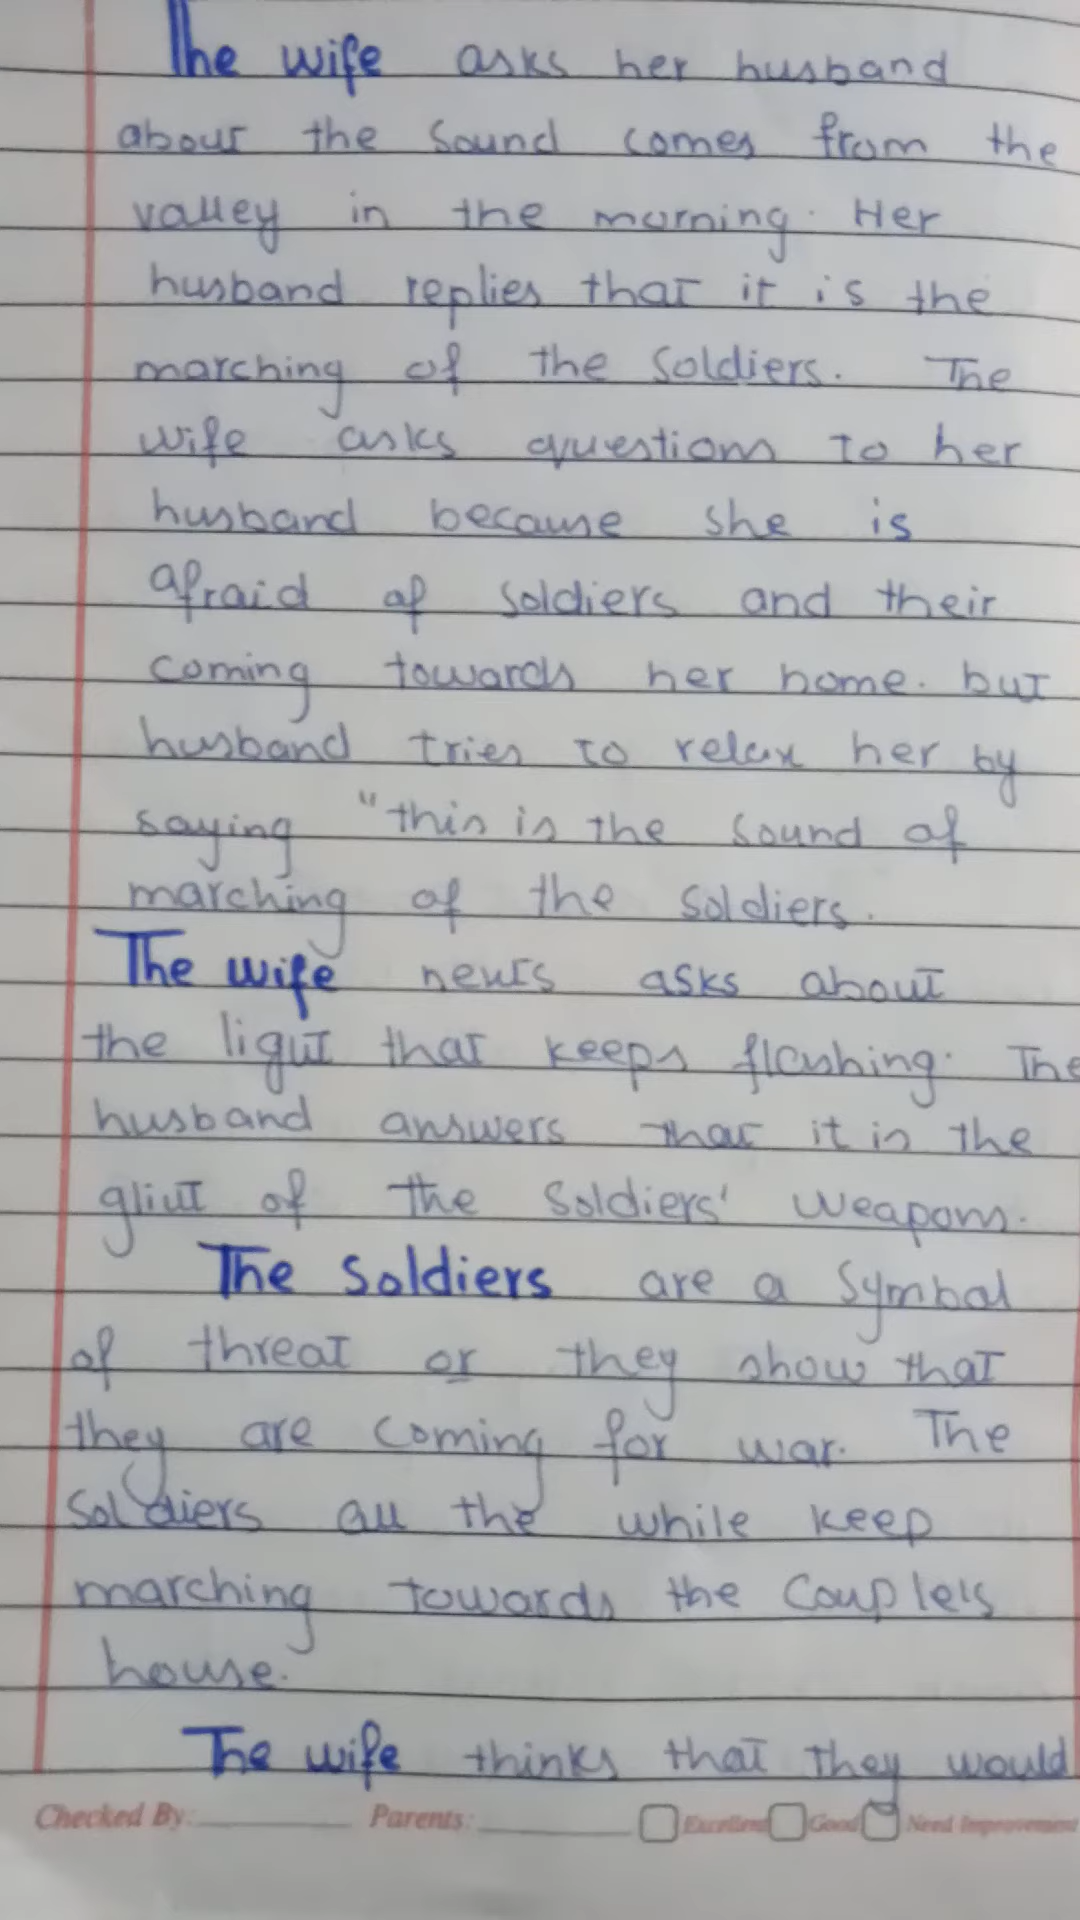 The wife asks her husband
about the sound comes from the
valley in the morning. Her
husband replies that it is the
marching of the soldiers. The
wife asks questions to her
husband because she is
afraid of soldiers and their
coming towards her home. but
husband tries to relax her by
saying "this is the sound of
marching of the soldiers.
The wife nexts asks about
the light that keeps flashing. The
husband answers that it is the
glint of the soldiers' weapons.
The soldiers are a symbol
of threat or they show that
they are coming for war. The
soldiers all the while keep
marching towards the couple's
house.
The wife thinks that they would
Checked By: Parents: Excellent Good Need Improvement